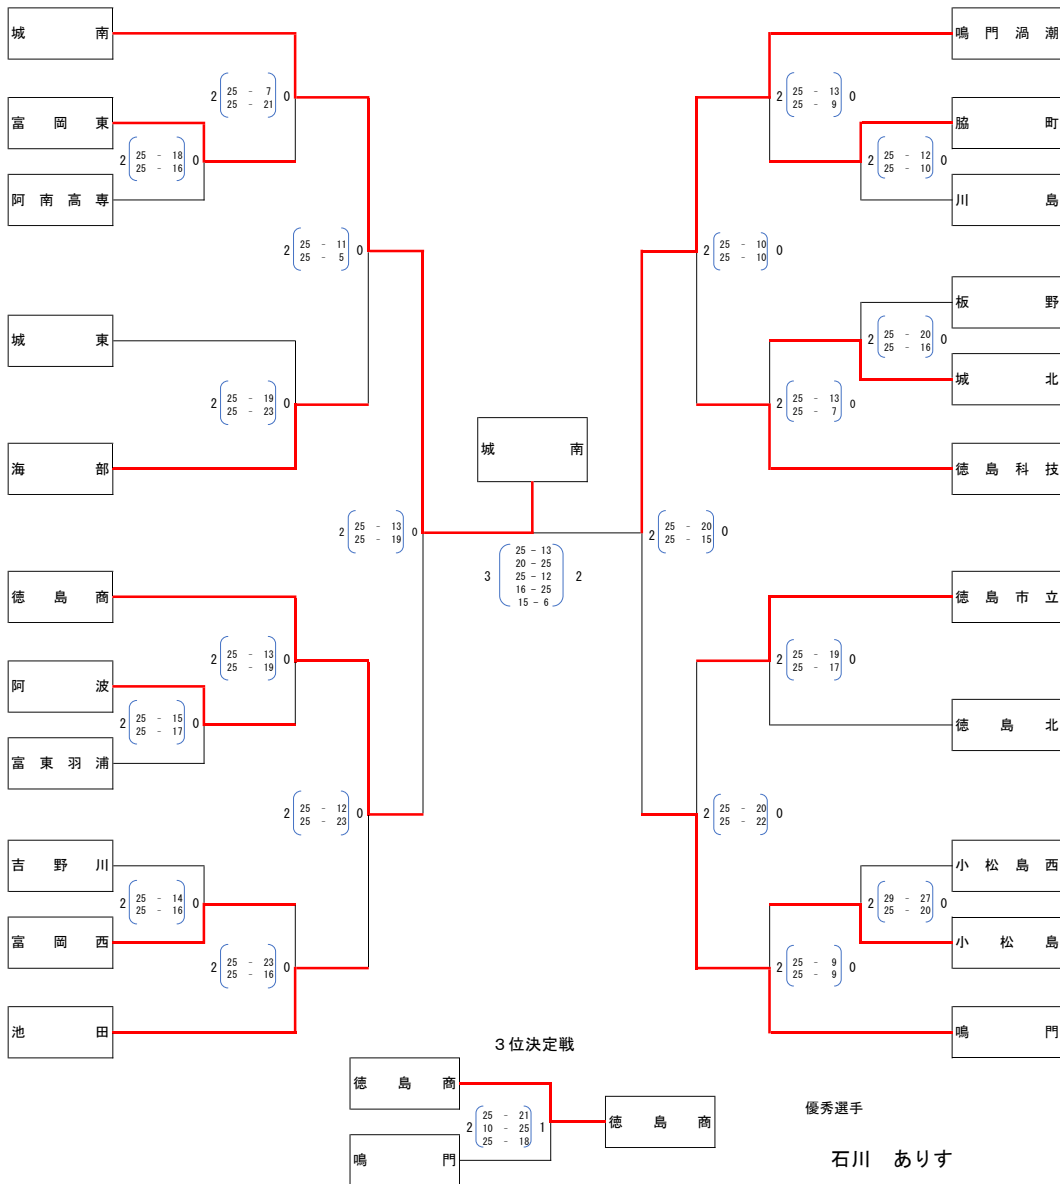 城南
鳴門渦潮
2 25 - 7 0
25 - 21
2 25 - 13 0
25 - 9
富岡東
脇町
2 25 - 18 0
25 - 16
2 25 - 12 0
25 - 10
阿南高専
川島
2 25 - 11 0
25 - 5
2 25 - 10 0
25 - 10
板野
城東
2 25 - 20 0
25 - 16
城北
2 25 - 19 0
25 - 23
2 25 - 13 0
25 - 7
城南
海部
徳島科技
2 25 - 13 0
25 - 19
2 25 - 20 0
25 - 15
25 - 13
20 - 25
3 25 - 12 2
16 - 25
15 - 6
徳島商
徳島市立
2 25 - 13 0
25 - 19
2 25 - 19 0
25 - 17
阿波
2 25 - 15 0
25 - 17
徳島北
富東羽浦
2 25 - 12 0
25 - 23
2 25 - 20 0
25 - 22
吉野川
小松島西
2 25 - 14 0
25 - 16
2 29 - 27 0
25 - 20
富岡西
小松島
2 25 - 23 0
25 - 16
2 25 - 9 0
25 - 9
池田
鳴門
３位決定戦
徳島商
優秀選手
25 - 21
2 10 - 25 1
25 - 18
徳島商
鳴門
石川 ありす